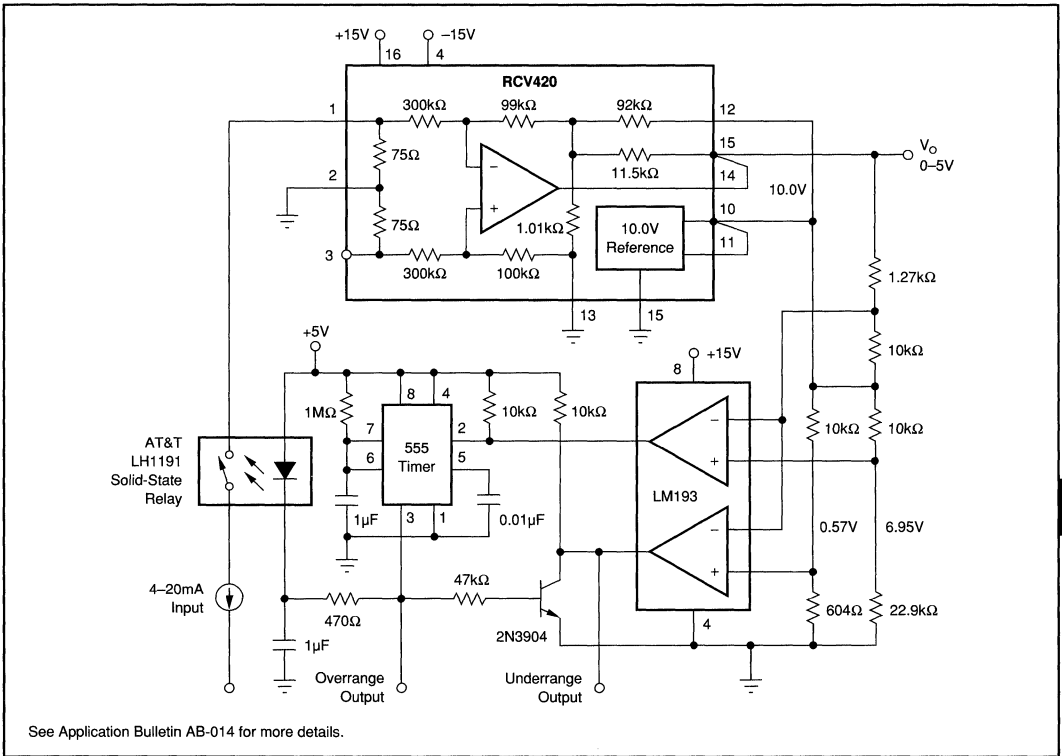 +15V
–15V
16
4
RCV420
1
300kΩ
99kΩ
92kΩ
12
75Ω
15
11.5kΩ
14
VO
0–5V
2
10.0V
75Ω
1.01kΩ
10.0V
Reference
10
11
3
300kΩ
100kΩ
1.27kΩ
13
15
+5V
+15V
8
10kΩ
1MΩ
8
4
10kΩ
10kΩ
10kΩ
10kΩ
AT&T
LH1191
Solid-State
Relay
7
6
555
Timer
2
5
–
+
–
+
LM193
1µF
3
1
0.01µF
0.57V
6.95V
–
+
4–20mA
Input
47kΩ
470Ω
2N3904
604Ω
22.9kΩ
4
1µF
Overrange
Output
Underrange
Output
See Application Bulletin AB-014 for more details.